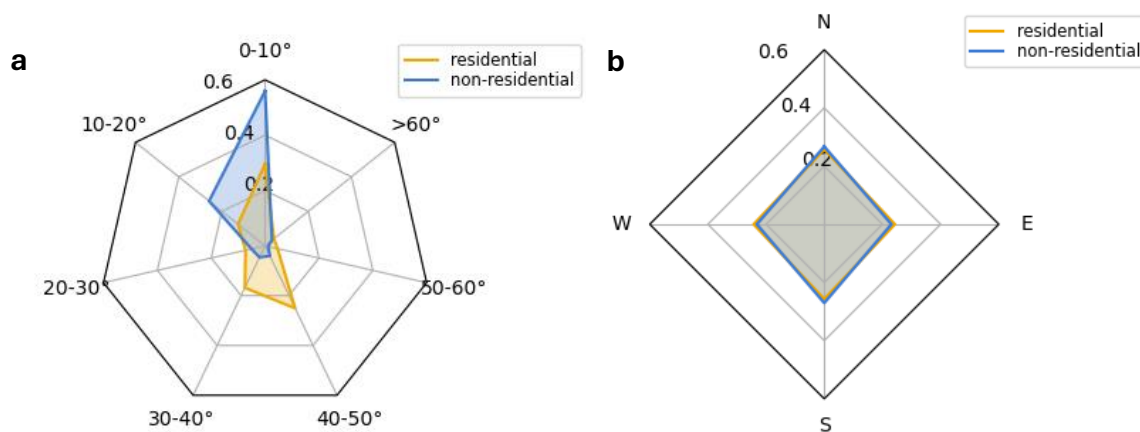 a
0-10°
0.6
0.4
0.2
10-20°
20-30°
30-40°
40-50°
50-60°
>60°
residential
non-residential
b
N
0.6
0.4
0.2
W
E
S
residential
non-residential